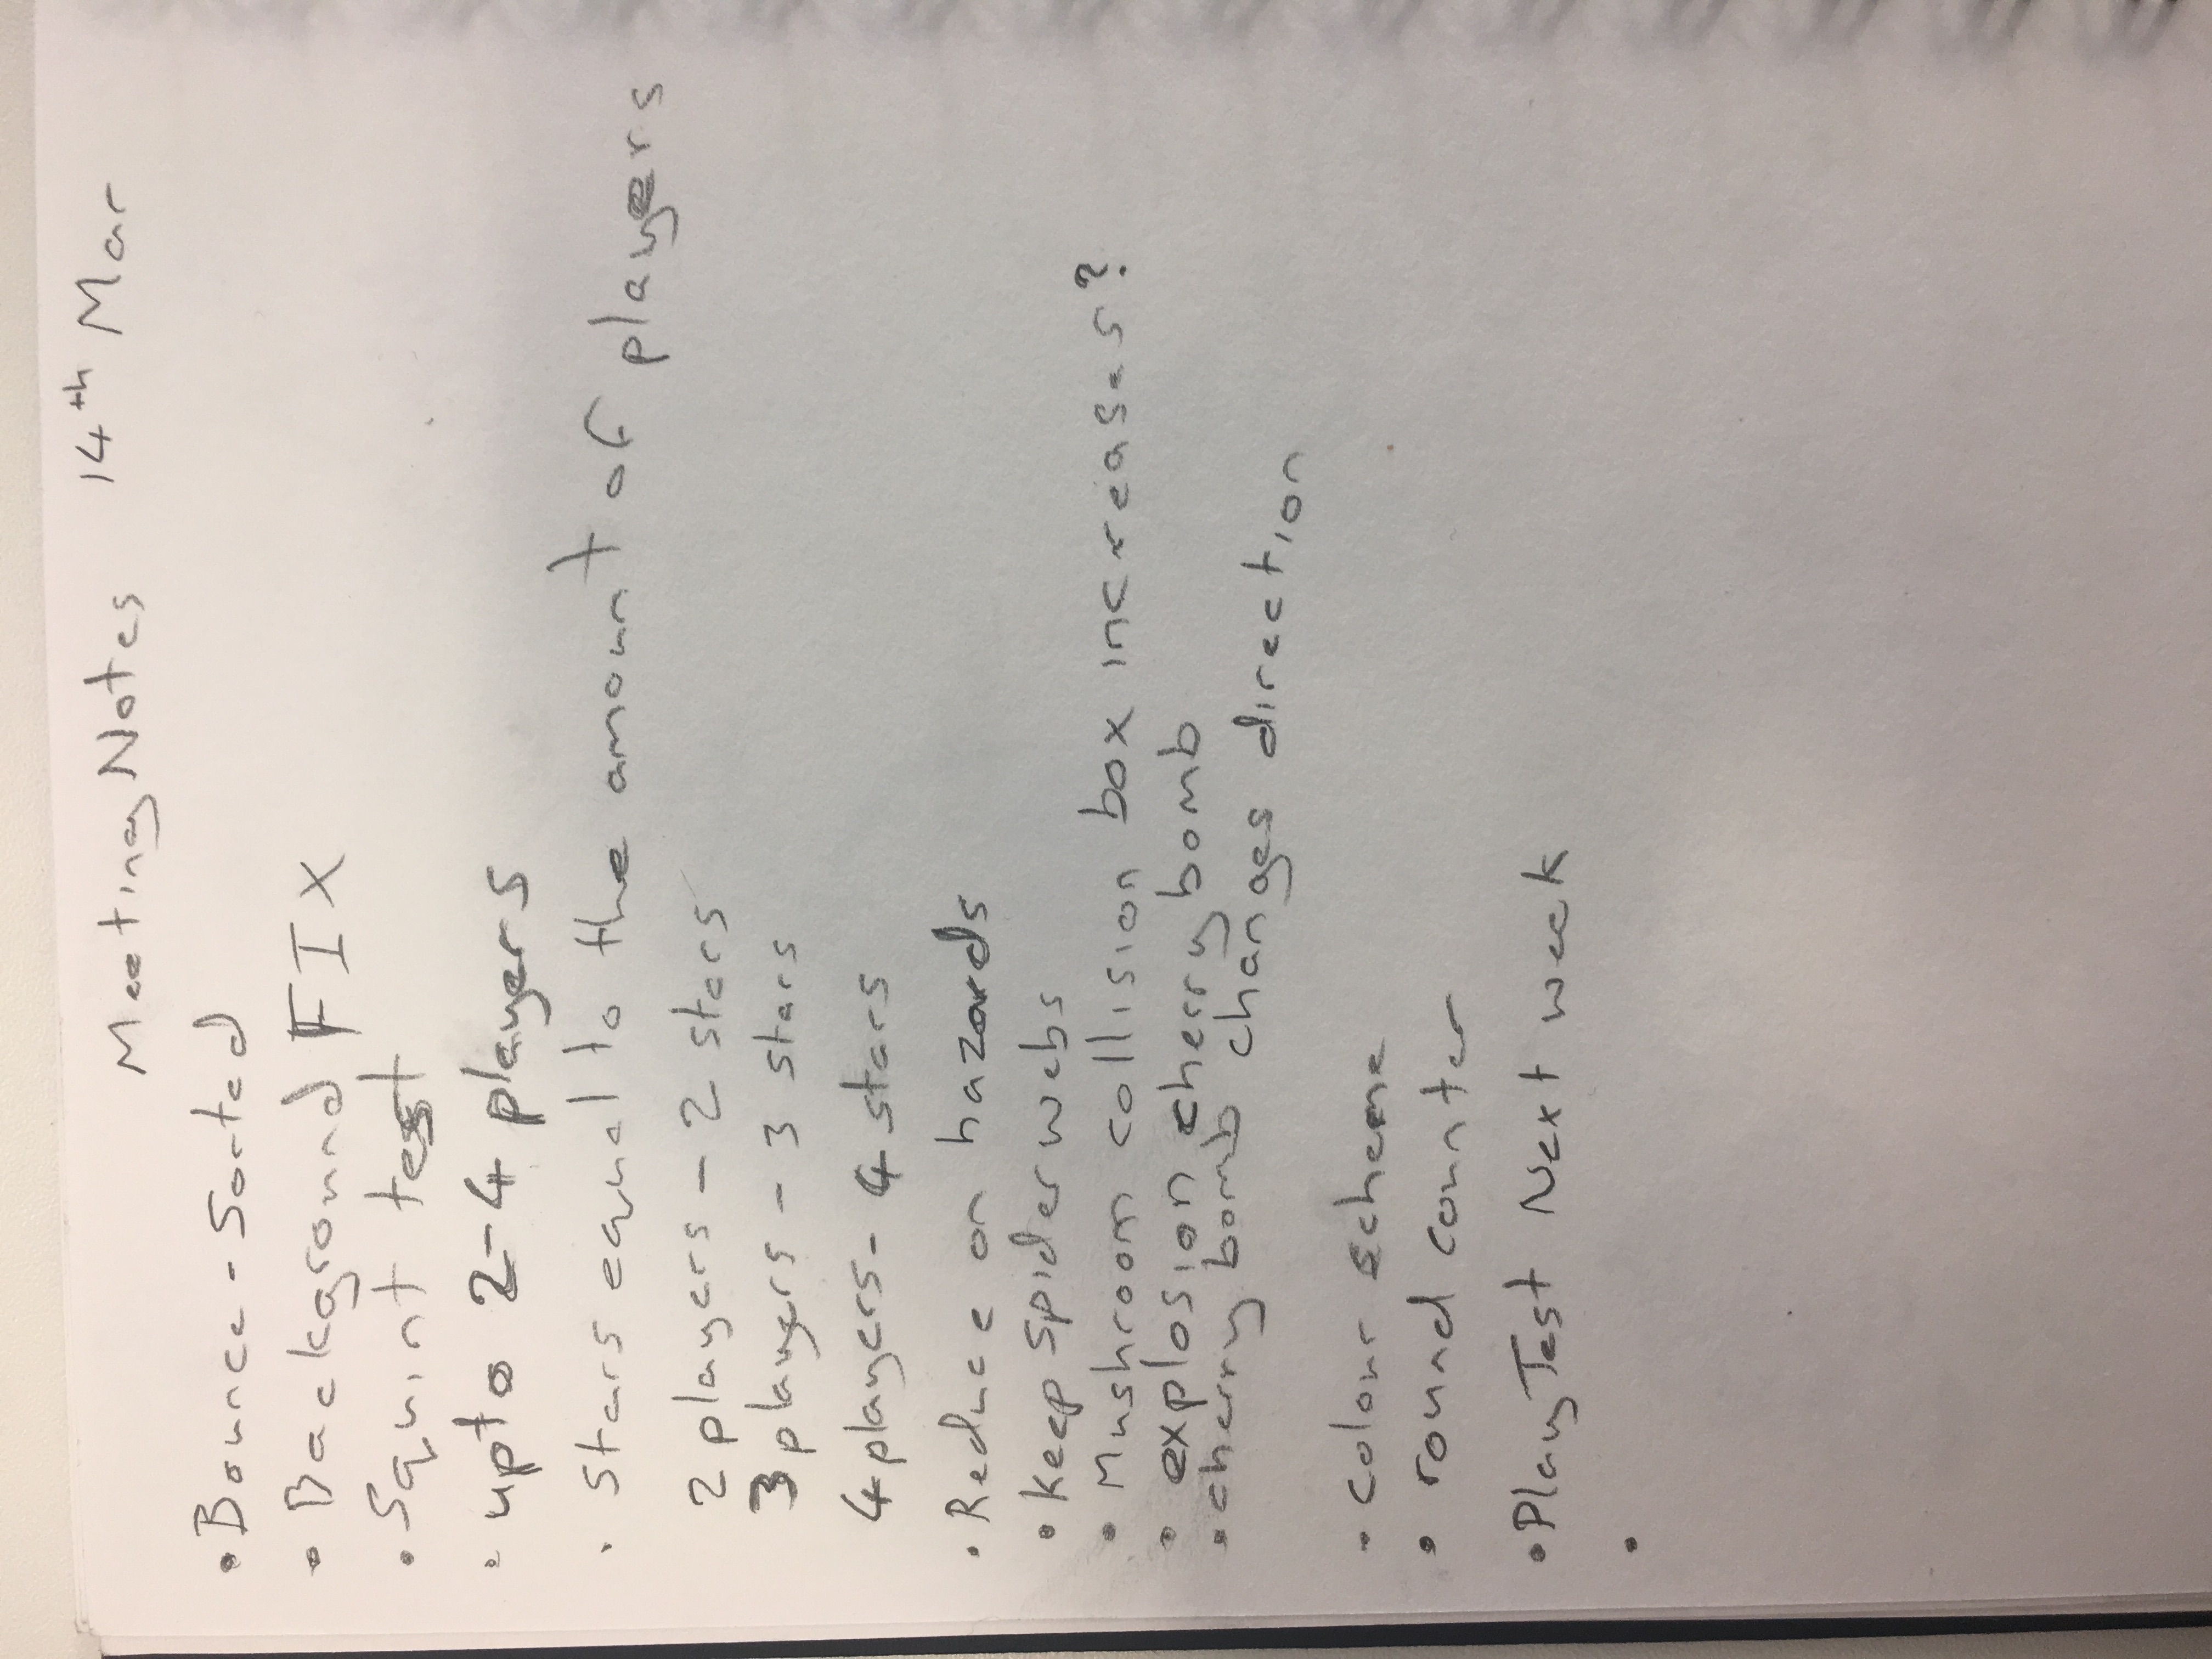 Meeting Notes 14th Mar
• Bounce - Sorted
• Background FIX
• Squint test
• upto 2-4 players
• Stars equal to the amount of players
2 players - 2 stars
3 players - 3 stars
4 players - 4 stars
• Reduce on hazards
• Keep spider webs
• Mushroom collision box increases?
• explosion cherry bomb
• cherry bomb changes direction
• colour scheme
• round counter
• Play Test Next week
•